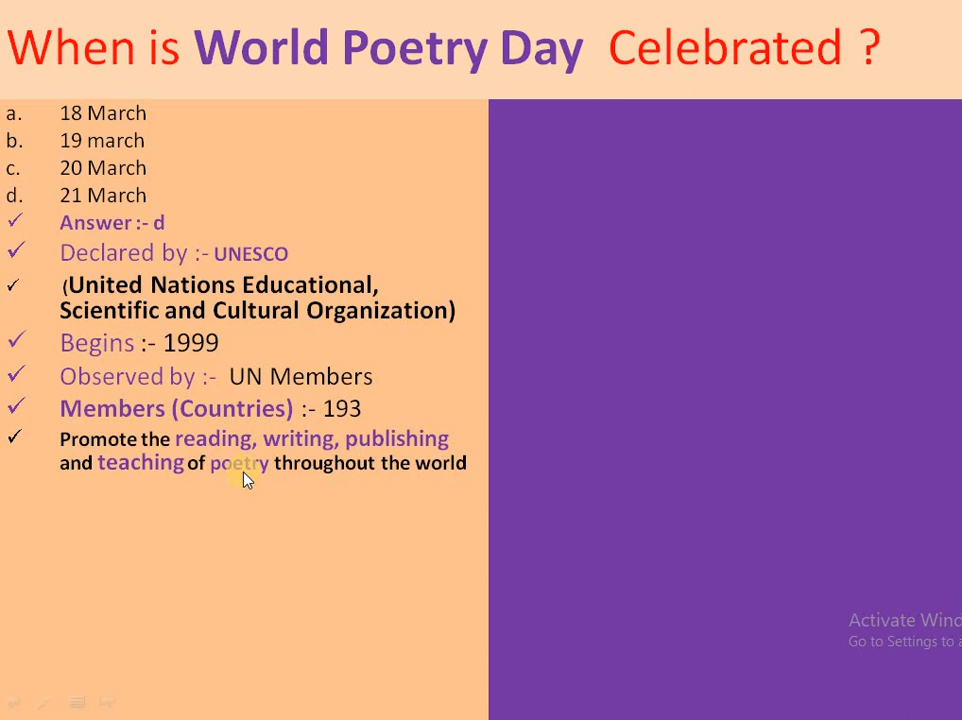 When is World Poetry Day Celebrated ?
a. 18 March
b. 19 march
c. 20 March
d. 21 March
✓ Answer :- d
✓ Declared by :- UNESCO
✓ (United Nations Educational,
Scientific and Cultural Organization)
✓ Begins :- 1999
✓ Observed by :- UN Members
✓ Members (Countries) :- 193
✓ Promote the reading, writing, publishing
and teaching of poetry throughout the world
Activate Wind
Go to Settings to a